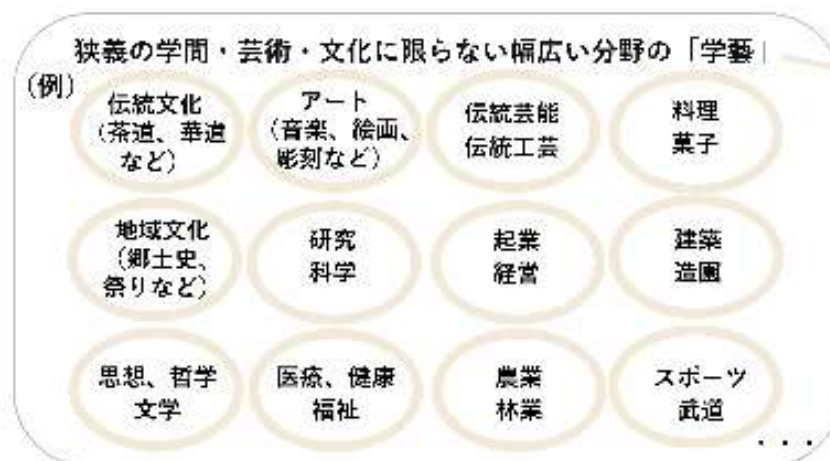 狭義の学問・芸術・文化に限らない幅広い分野の「学藝」
(例)
伝統文化
(茶道、華道
など)
アート
(音楽、絵画、
彫刻など)
伝統芸能
伝統工芸
料理
菓子
地域文化
(郷土史、
祭りなど)
研究
科学
起業
経営
建築
造園
思想、哲学
文学
医療、健康
福祉
農業
林業
スポーツ
武道
・・・